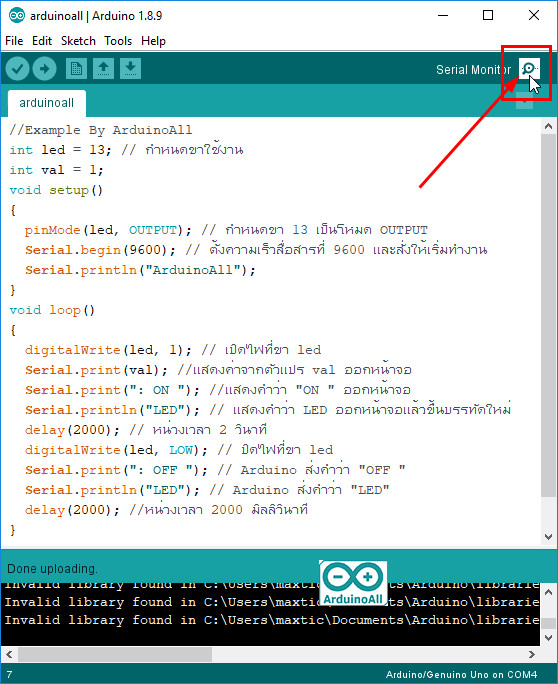 arduinoall | Arduino 1.8.9
File Edit Sketch Tools Help
Serial Monitor
arduinoall
//Example By ArduinoAll
int led = 13; // กำหนดขาใช้งาน
int val = 1;
void setup()
{
pinMode(led, OUTPUT); // กำหนดขา 13 เป็นโหมด OUTPUT
Serial.begin(9600); // ตั้งความเร็วสื่อสารที่ 9600 และสั่งให้เริ่มทำงาน
Serial.println("ArduinoAll");
}
void loop()
{
digitalWrite(led, 1); // เปิดไฟที่ขา led
Serial.print(val); //แสดงค่าจากตัวแปร val ออกหน้าจอ
Serial.print(": ON "); //แสดงคำว่า "ON " ออกหน้าจอ
Serial.println("LED"); // แสดงคำว่า LED ออกหน้าจอแล้วขึ้นบรรทัดใหม่
delay(2000); // หน่วงเวลา 2 วินาที
digitalWrite(led, LOW); // ปิดไฟที่ขา led
Serial.print(": OFF "); // Arduino ส่งคำว่า "OFF "
Serial.println("LED"); // Arduino ส่งคำว่า "LED"
delay(2000); //หน่วงเวลา 2000 มิลลิวินาที
}
Done uploading.
ArduinoAll
Invalid library found in C:\Users\maxtic\Documents\Arduino\librarie
Invalid library found in C:\Users\maxtic\ ts\Arduino\librarie
Invalid library found in C:\Users\maxtic\Documents\Arduino\librarie
7
Arduino/Genuino Uno on COM4